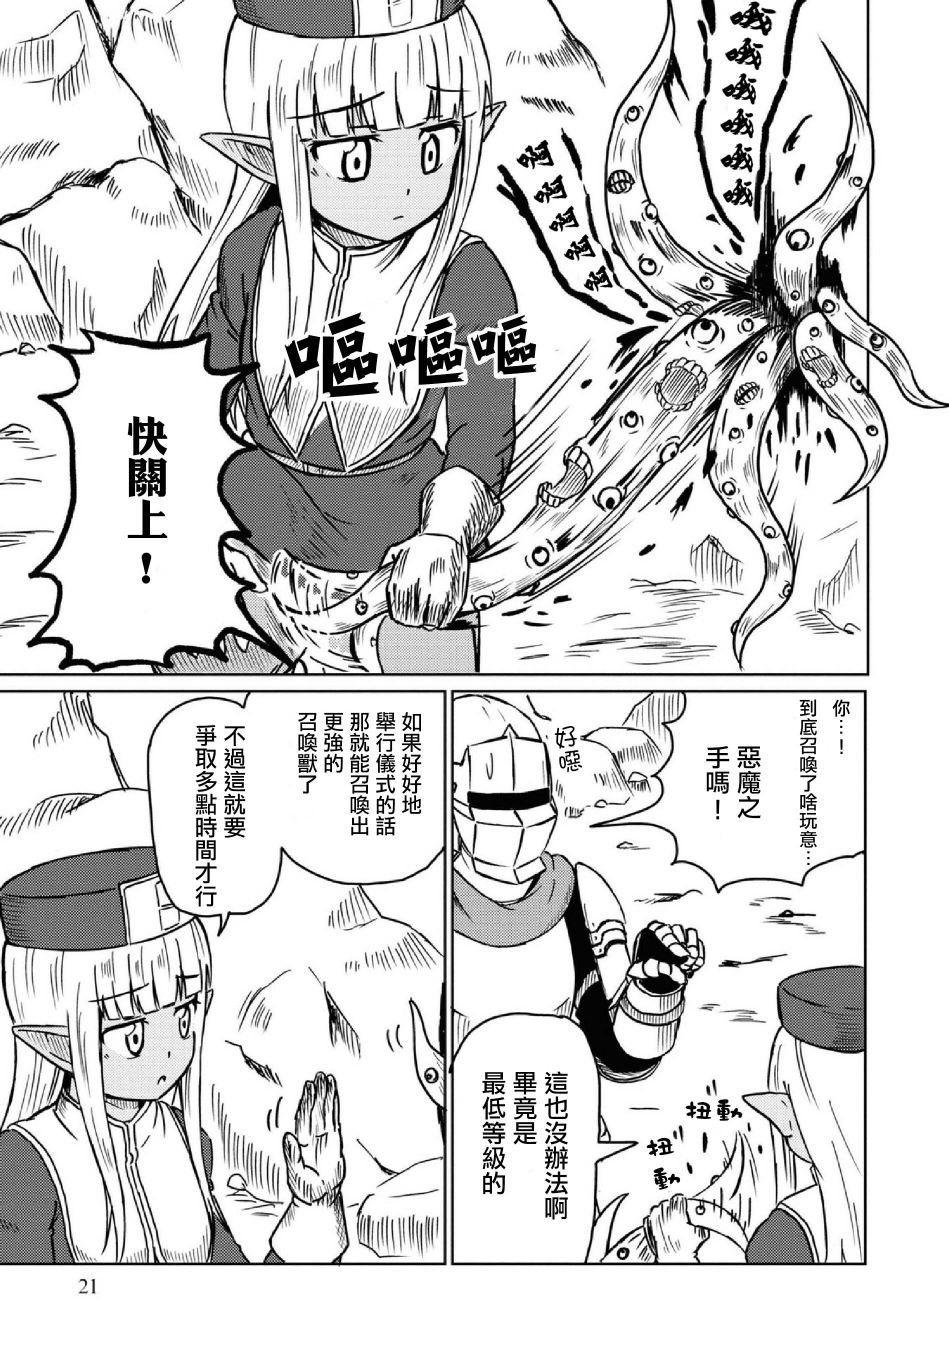 哦哦哦哦哦哦
啊啊啊啊啊
嘔嘔嘔
快關上！
你…！
到底召喚了啥玩意…
惡魔之
手嗎！
好噁
這也沒辦法啊
畢竟是
最低等級的
扭動
扭動
如果好好地
舉行儀式的話
那就能召喚出
更強的
召喚獸了
不過這就要
爭取多點時間才行
21